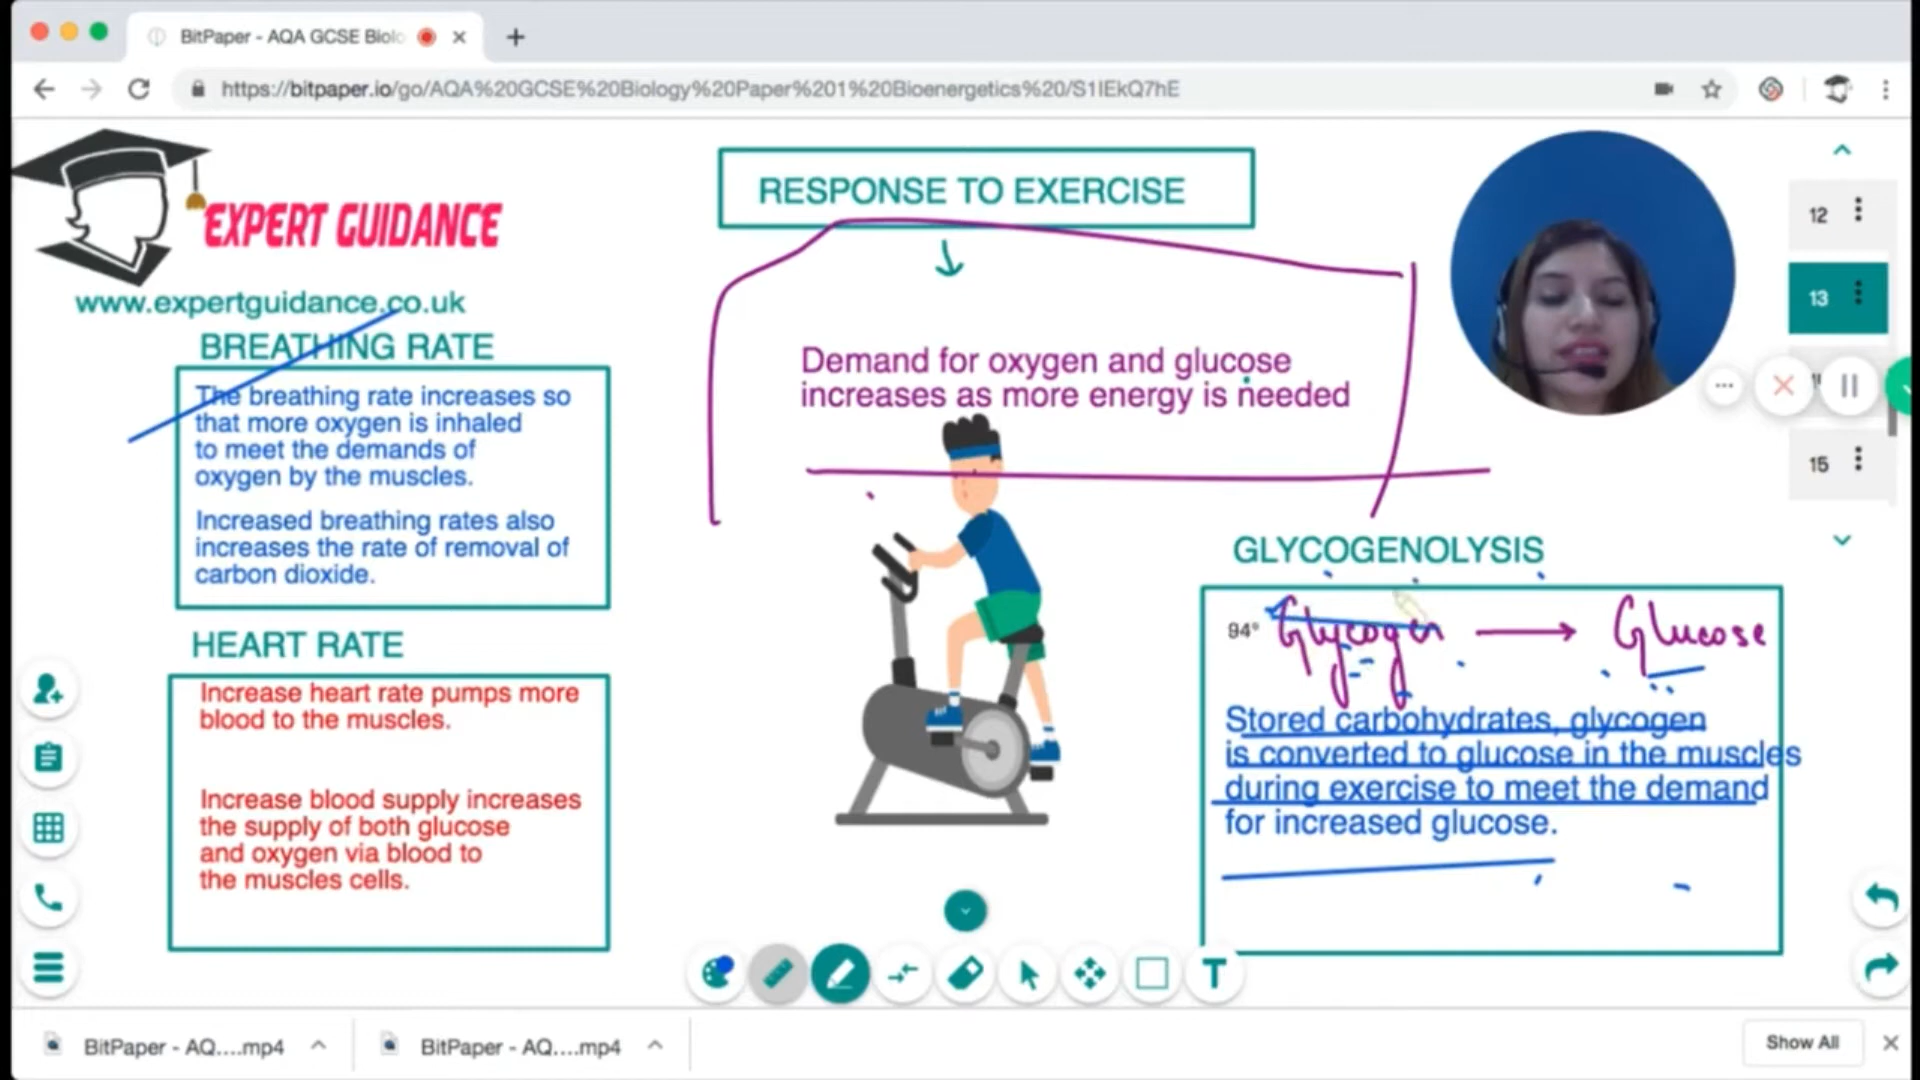 BitPaper - AQA GCSE Biolo
https://bitpaper.io/go/AQA%20GCSE%20Biology%20Paper%201%20Bioenergetics%20/S1IEkQ7hE
EXPERT GUIDANCE
www.expertguidance.co.uk
RESPONSE TO EXERCISE
12
13
15
BREATHING RATE
The breathing rate increases so
that more oxygen is inhaled
to meet the demands of
oxygen by the muscles.
Increased breathing rates also
increases the rate of removal of
carbon dioxide.
Demand for oxygen and glucose
increases as more energy is needed
HEART RATE
Increase heart rate pumps more
blood to the muscles.
Increase blood supply increases
the supply of both glucose
and oxygen via blood to
the muscles cells.
GLYCOGENOLYSIS
94° Glycogen → Glucose
Stored carbohydrates, glycogen
is converted to glucose in the muscles
during exercise to meet the demand
for increased glucose.
T
BitPaper - AQ....mp4
BitPaper - AQ....mp4
Show All